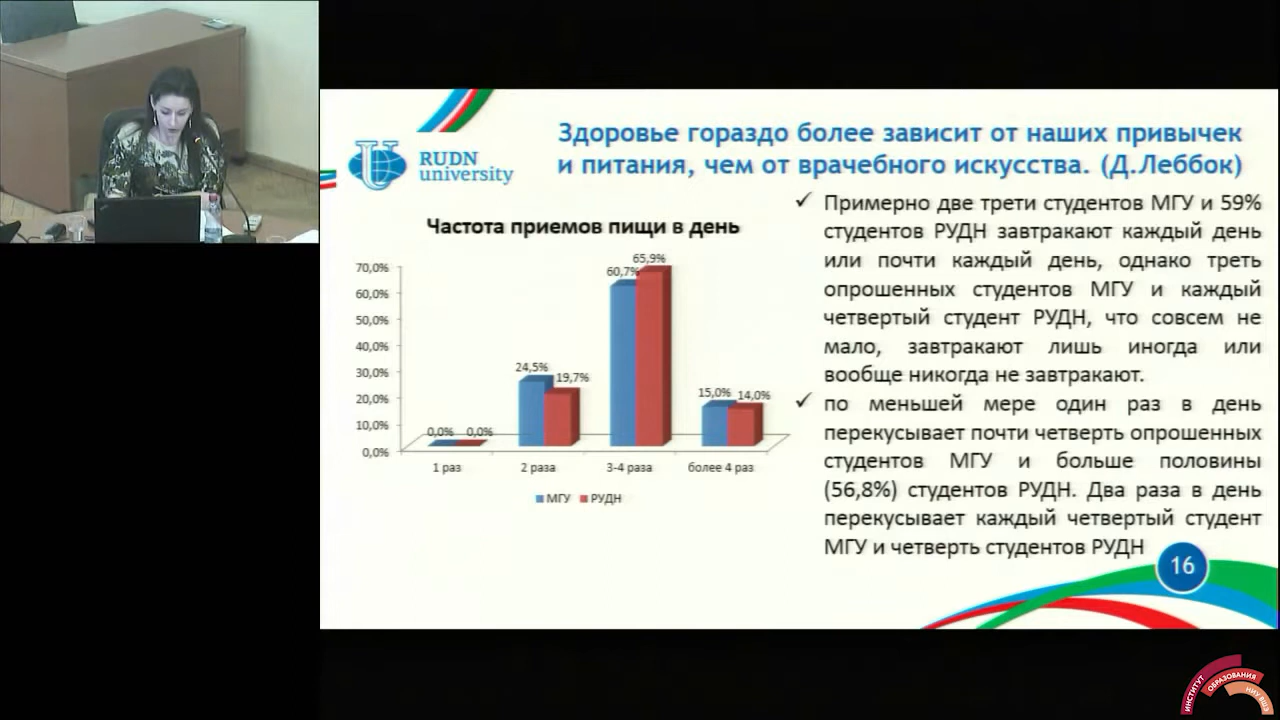 RUDN
university
Здоровье гораздо более зависит от наших привычек
и питания, чем от врачебного искусства. (Д.Леббок)
Частота приемов пищи в день
70,0%
60,0%
50,0%
40,0%
30,0%
20,0%
10,0%
0,0%
0,0% 0,0%
24,5% 19,7%
60,7% 65,9%
15,0% 14,0%
1 раз 2 раза 3-4 раза более 4 раз
МГУ РУДН
✓ Примерно две трети студентов МГУ и 59%
студентов РУДН завтракают каждый день
или почти каждый день, однако треть
опрошенных студентов МГУ и каждый
четвертый студент РУДН, что совсем не
мало, завтракают лишь иногда или
вообще никогда не завтракают.
✓ по меньшей мере один раз в день
перекусывает почти четверть опрошенных
студентов МГУ и больше половины
(56,8%) студентов РУДН. Два раза в день
перекусывает каждый четвертый студент
МГУ и четверть студентов РУДН
16
ИНСТИТУТ
ОБРАЗОВАНИЯ
НИУ ВШЭ